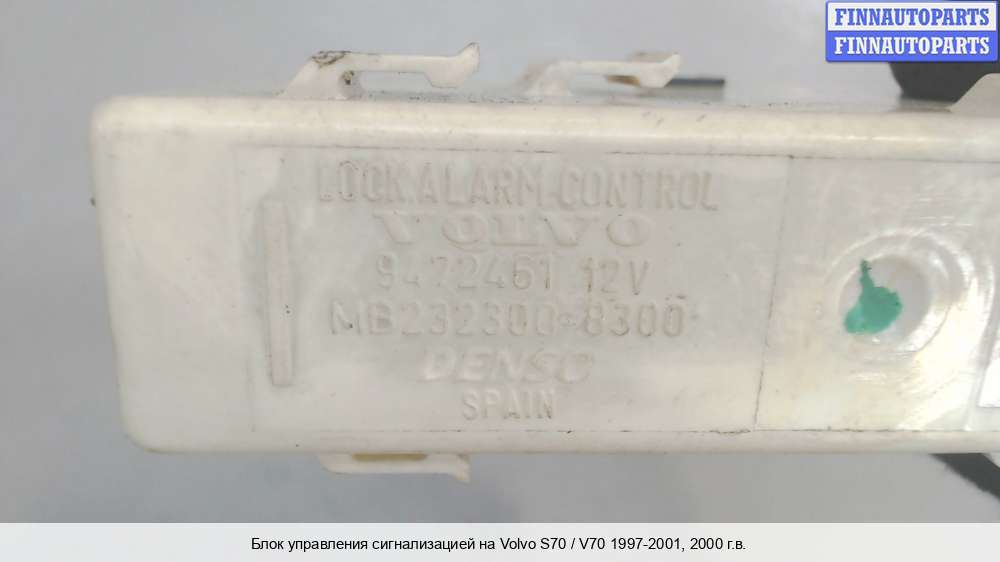 FINNAUTOPARTS
FINNAUTOPARTS
LOCK.ALARM-CONTROL
VOLVO
9472461 12V
MB232300-8300
DENSO
SPAIN
Блок управления сигнализацией на Volvo S70 / V70 1997-2001, 2000 г.в.